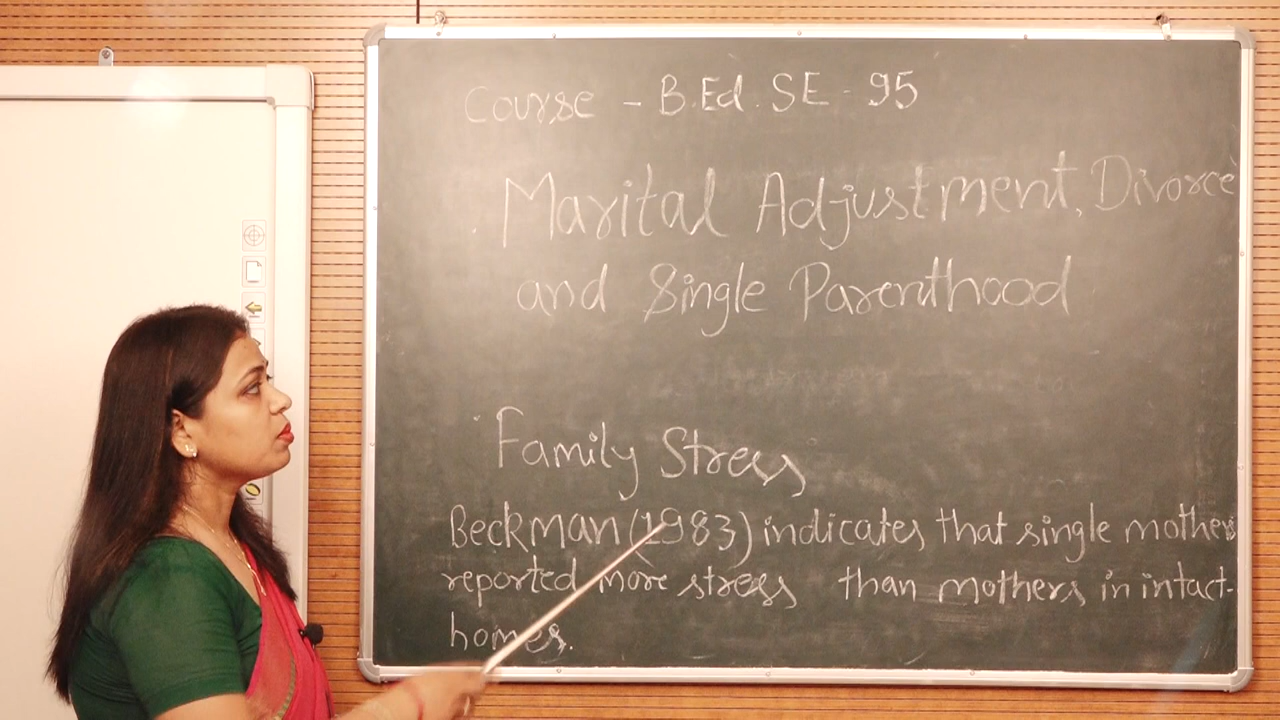 Course - B.Ed. SE - 95
Marital Adjustment, Divorce
and Single Parenthood
Family Stress
Beckman (1983) indicates that single mothers
reported more stress than mothers in intact
homes.